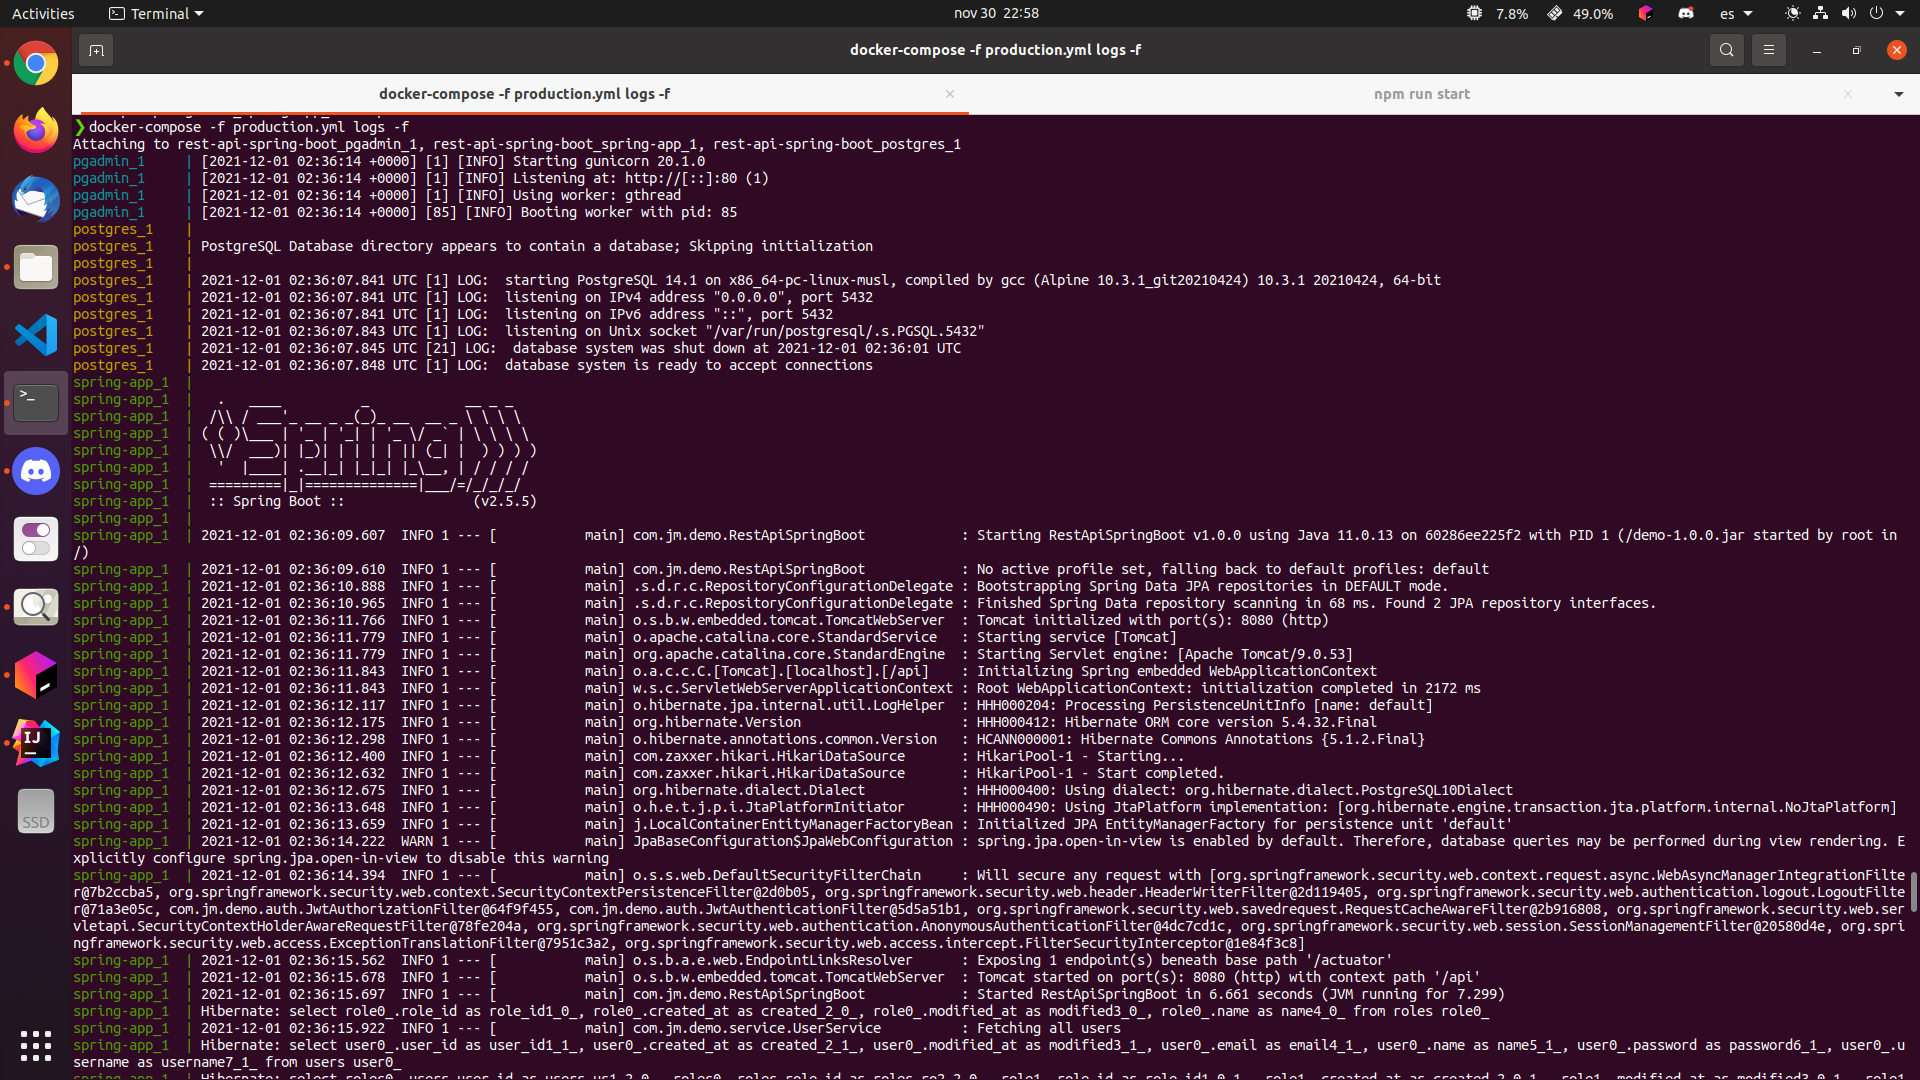 Activities
Terminal
nov 30 22:58
7.8%
49.0%
es
docker-compose -f production.yml logs -f
docker-compose -f production.yml logs -f
npm run start
❯ docker-compose -f production.yml logs -f
Attaching to rest-api-spring-boot_pgadmin_1, rest-api-spring-boot_spring-app_1, rest-api-spring-boot_postgres_1
pgadmin_1     | [2021-12-01 02:36:14 +0000] [1] [INFO] Starting gunicorn 20.1.0
pgadmin_1     | [2021-12-01 02:36:14 +0000] [1] [INFO] Listening at: http://[::]:80 (1)
pgadmin_1     | [2021-12-01 02:36:14 +0000] [1] [INFO] Using worker: gthread
pgadmin_1     | [2021-12-01 02:36:14 +0000] [85] [INFO] Booting worker with pid: 85
postgres_1    |
postgres_1    | PostgreSQL Database directory appears to contain a database; Skipping initialization
postgres_1    |
postgres_1    | 2021-12-01 02:36:07.841 UTC [1] LOG:  starting PostgreSQL 14.1 on x86_64-pc-linux-musl, compiled by gcc (Alpine 10.3.1_git20210424) 10.3.1 20210424, 64-bit
postgres_1    | 2021-12-01 02:36:07.841 UTC [1] LOG:  listening on IPv4 address "0.0.0.0", port 5432
postgres_1    | 2021-12-01 02:36:07.841 UTC [1] LOG:  listening on IPv6 address "::", port 5432
postgres_1    | 2021-12-01 02:36:07.843 UTC [1] LOG:  listening on Unix socket "/var/run/postgresql/.s.PGSQL.5432"
postgres_1    | 2021-12-01 02:36:07.845 UTC [21] LOG:  database system was shut down at 2021-12-01 02:36:01 UTC
postgres_1    | 2021-12-01 02:36:07.848 UTC [1] LOG:  database system is ready to accept connections
spring-app_1  |
spring-app_1  |   .   ____          _            __ _ _
spring-app_1  |  /\\ / ___'_ __ _ _(_)_ __  __ _ \ \ \ \
spring-app_1  | ( ( )\___ | '_ | '_| | '_ \/ _` | \ \ \ \
spring-app_1  |  \\/  ___)| |_)| | | | | || (_| |  ) ) ) )
spring-app_1  |   '  |____| .__|_| |_|_| |_\__, | / / / /
spring-app_1  |  =========|_|==============|___/=/_/_/_/
spring-app_1  |  :: Spring Boot ::                (v2.5.5)
spring-app_1  |
spring-app_1  | 2021-12-01 02:36:09.607  INFO 1 --- [           main] com.jm.demo.RestApiSpringBoot            : Starting RestApiSpringBoot v1.0.0 using Java 11.0.13 on 60286ee225f2 with PID 1 (/demo-1.0.0.jar started by root in
/)
spring-app_1  | 2021-12-01 02:36:09.610  INFO 1 --- [           main] com.jm.demo.RestApiSpringBoot            : No active profile set, falling back to default profiles: default
spring-app_1  | 2021-12-01 02:36:10.888  INFO 1 --- [           main] .s.d.r.c.RepositoryConfigurationDelegate : Bootstrapping Spring Data JPA repositories in DEFAULT mode.
spring-app_1  | 2021-12-01 02:36:10.965  INFO 1 --- [           main] .s.d.r.c.RepositoryConfigurationDelegate : Finished Spring Data repository scanning in 68 ms. Found 2 JPA repository interfaces.
spring-app_1  | 2021-12-01 02:36:11.766  INFO 1 --- [           main] o.s.b.w.embedded.tomcat.TomcatWebServer  : Tomcat initialized with port(s): 8080 (http)
spring-app_1  | 2021-12-01 02:36:11.779  INFO 1 --- [           main] o.apache.catalina.core.StandardService   : Starting service [Tomcat]
spring-app_1  | 2021-12-01 02:36:11.779  INFO 1 --- [           main] org.apache.catalina.core.StandardEngine  : Starting Servlet engine: [Apache Tomcat/9.0.53]
spring-app_1  | 2021-12-01 02:36:11.843  INFO 1 --- [           main] o.a.c.c.C.[Tomcat].[localhost].[/api]    : Initializing Spring embedded WebApplicationContext
spring-app_1  | 2021-12-01 02:36:11.843  INFO 1 --- [           main] w.s.c.ServletWebServerApplicationContext : Root WebApplicationContext: initialization completed in 2172 ms
spring-app_1  | 2021-12-01 02:36:12.117  INFO 1 --- [           main] o.hibernate.jpa.internal.util.LogHelper  : HHH000204: Processing PersistenceUnitInfo [name: default]
spring-app_1  | 2021-12-01 02:36:12.175  INFO 1 --- [           main] org.hibernate.Version                    : HHH000412: Hibernate ORM core version 5.4.32.Final
spring-app_1  | 2021-12-01 02:36:12.298  INFO 1 --- [           main] o.hibernate.annotations.common.Version   : HCANN000001: Hibernate Commons Annotations {5.1.2.Final}
spring-app_1  | 2021-12-01 02:36:12.400  INFO 1 --- [           main] com.zaxxer.hikari.HikariDataSource       : HikariPool-1 - Starting...
spring-app_1  | 2021-12-01 02:36:12.632  INFO 1 --- [           main] com.zaxxer.hikari.HikariDataSource       : HikariPool-1 - Start completed.
spring-app_1  | 2021-12-01 02:36:12.675  INFO 1 --- [           main] org.hibernate.dialect.Dialect            : HHH000400: Using dialect: org.hibernate.dialect.PostgreSQL10Dialect
spring-app_1  | 2021-12-01 02:36:13.648  INFO 1 --- [           main] o.h.e.t.j.p.i.JtaPlatformInitiator       : HHH000490: Using JtaPlatform implementation: [org.hibernate.engine.transaction.jta.platform.internal.NoJtaPlatform]
spring-app_1  | 2021-12-01 02:36:13.659  INFO 1 --- [           main] j.LocalContainerEntityManagerFactoryBean : Initialized JPA EntityManagerFactory for persistence unit 'default'
spring-app_1  | 2021-12-01 02:36:14.222  WARN 1 --- [           main] JpaBaseConfiguration$JpaWebConfiguration : spring.jpa.open-in-view is enabled by default. Therefore, database queries may be performed during view rendering. E
xplicitly configure spring.jpa.open-in-view to disable this warning
spring-app_1  | 2021-12-01 02:36:14.394  INFO 1 --- [           main] o.s.s.web.DefaultSecurityFilterChain     : Will secure any request with [org.springframework.security.web.context.request.async.WebAsyncManagerIntegrationFilte
r@7b2ccba5, org.springframework.security.web.context.SecurityContextPersistenceFilter@2d0b05, org.springframework.security.web.header.HeaderWriterFilter@2d119405, org.springframework.security.web.authentication.logout.LogoutFilte
r@71a3e05c, com.jm.demo.auth.JwtAuthorizationFilter@64f9f455, com.jm.demo.auth.JwtAuthenticationFilter@5d5a51b1, org.springframework.security.web.savedrequest.RequestCacheAwareFilter@2b916808, org.springframework.security.web.ser
vletapi.SecurityContextHolderAwareRequestFilter@78fe204a, org.springframework.security.web.authentication.AnonymousAuthenticationFilter@4dc7cd1c, org.springframework.security.web.session.SessionManagementFilter@20580d4e, org.spri
ngframework.security.web.access.ExceptionTranslationFilter@7951c3a2, org.springframework.security.web.access.intercept.FilterSecurityInterceptor@1e84f3c8]
spring-app_1  | 2021-12-01 02:36:15.562  INFO 1 --- [           main] o.s.b.a.e.web.EndpointLinksResolver      : Exposing 1 endpoint(s) beneath base path '/actuator'
spring-app_1  | 2021-12-01 02:36:15.678  INFO 1 --- [           main] o.s.b.w.embedded.tomcat.TomcatWebServer  : Tomcat started on port(s): 8080 (http) with context path '/api'
spring-app_1  | 2021-12-01 02:36:15.697  INFO 1 --- [           main] com.jm.demo.RestApiSpringBoot            : Started RestApiSpringBoot in 6.661 seconds (JVM running for 7.299)
spring-app_1  | Hibernate: select role0_.role_id as role_id1_0_, role0_.created_at as created_2_0_, role0_.modified_at as modified3_0_, role0_.name as name4_0_ from roles role0_
spring-app_1  | 2021-12-01 02:36:15.922  INFO 1 --- [           main] com.jm.demo.service.UserService          : Fetching all users
spring-app_1  | Hibernate: select user0_.user_id as user_id1_1_, user0_.created_at as created_2_1_, user0_.modified_at as modified3_1_, user0_.email as email4_1_, user0_.name as name5_1_, user0_.password as password6_1_, user0_.u
sername as username7_1_ from users user0_
SSD
IJ